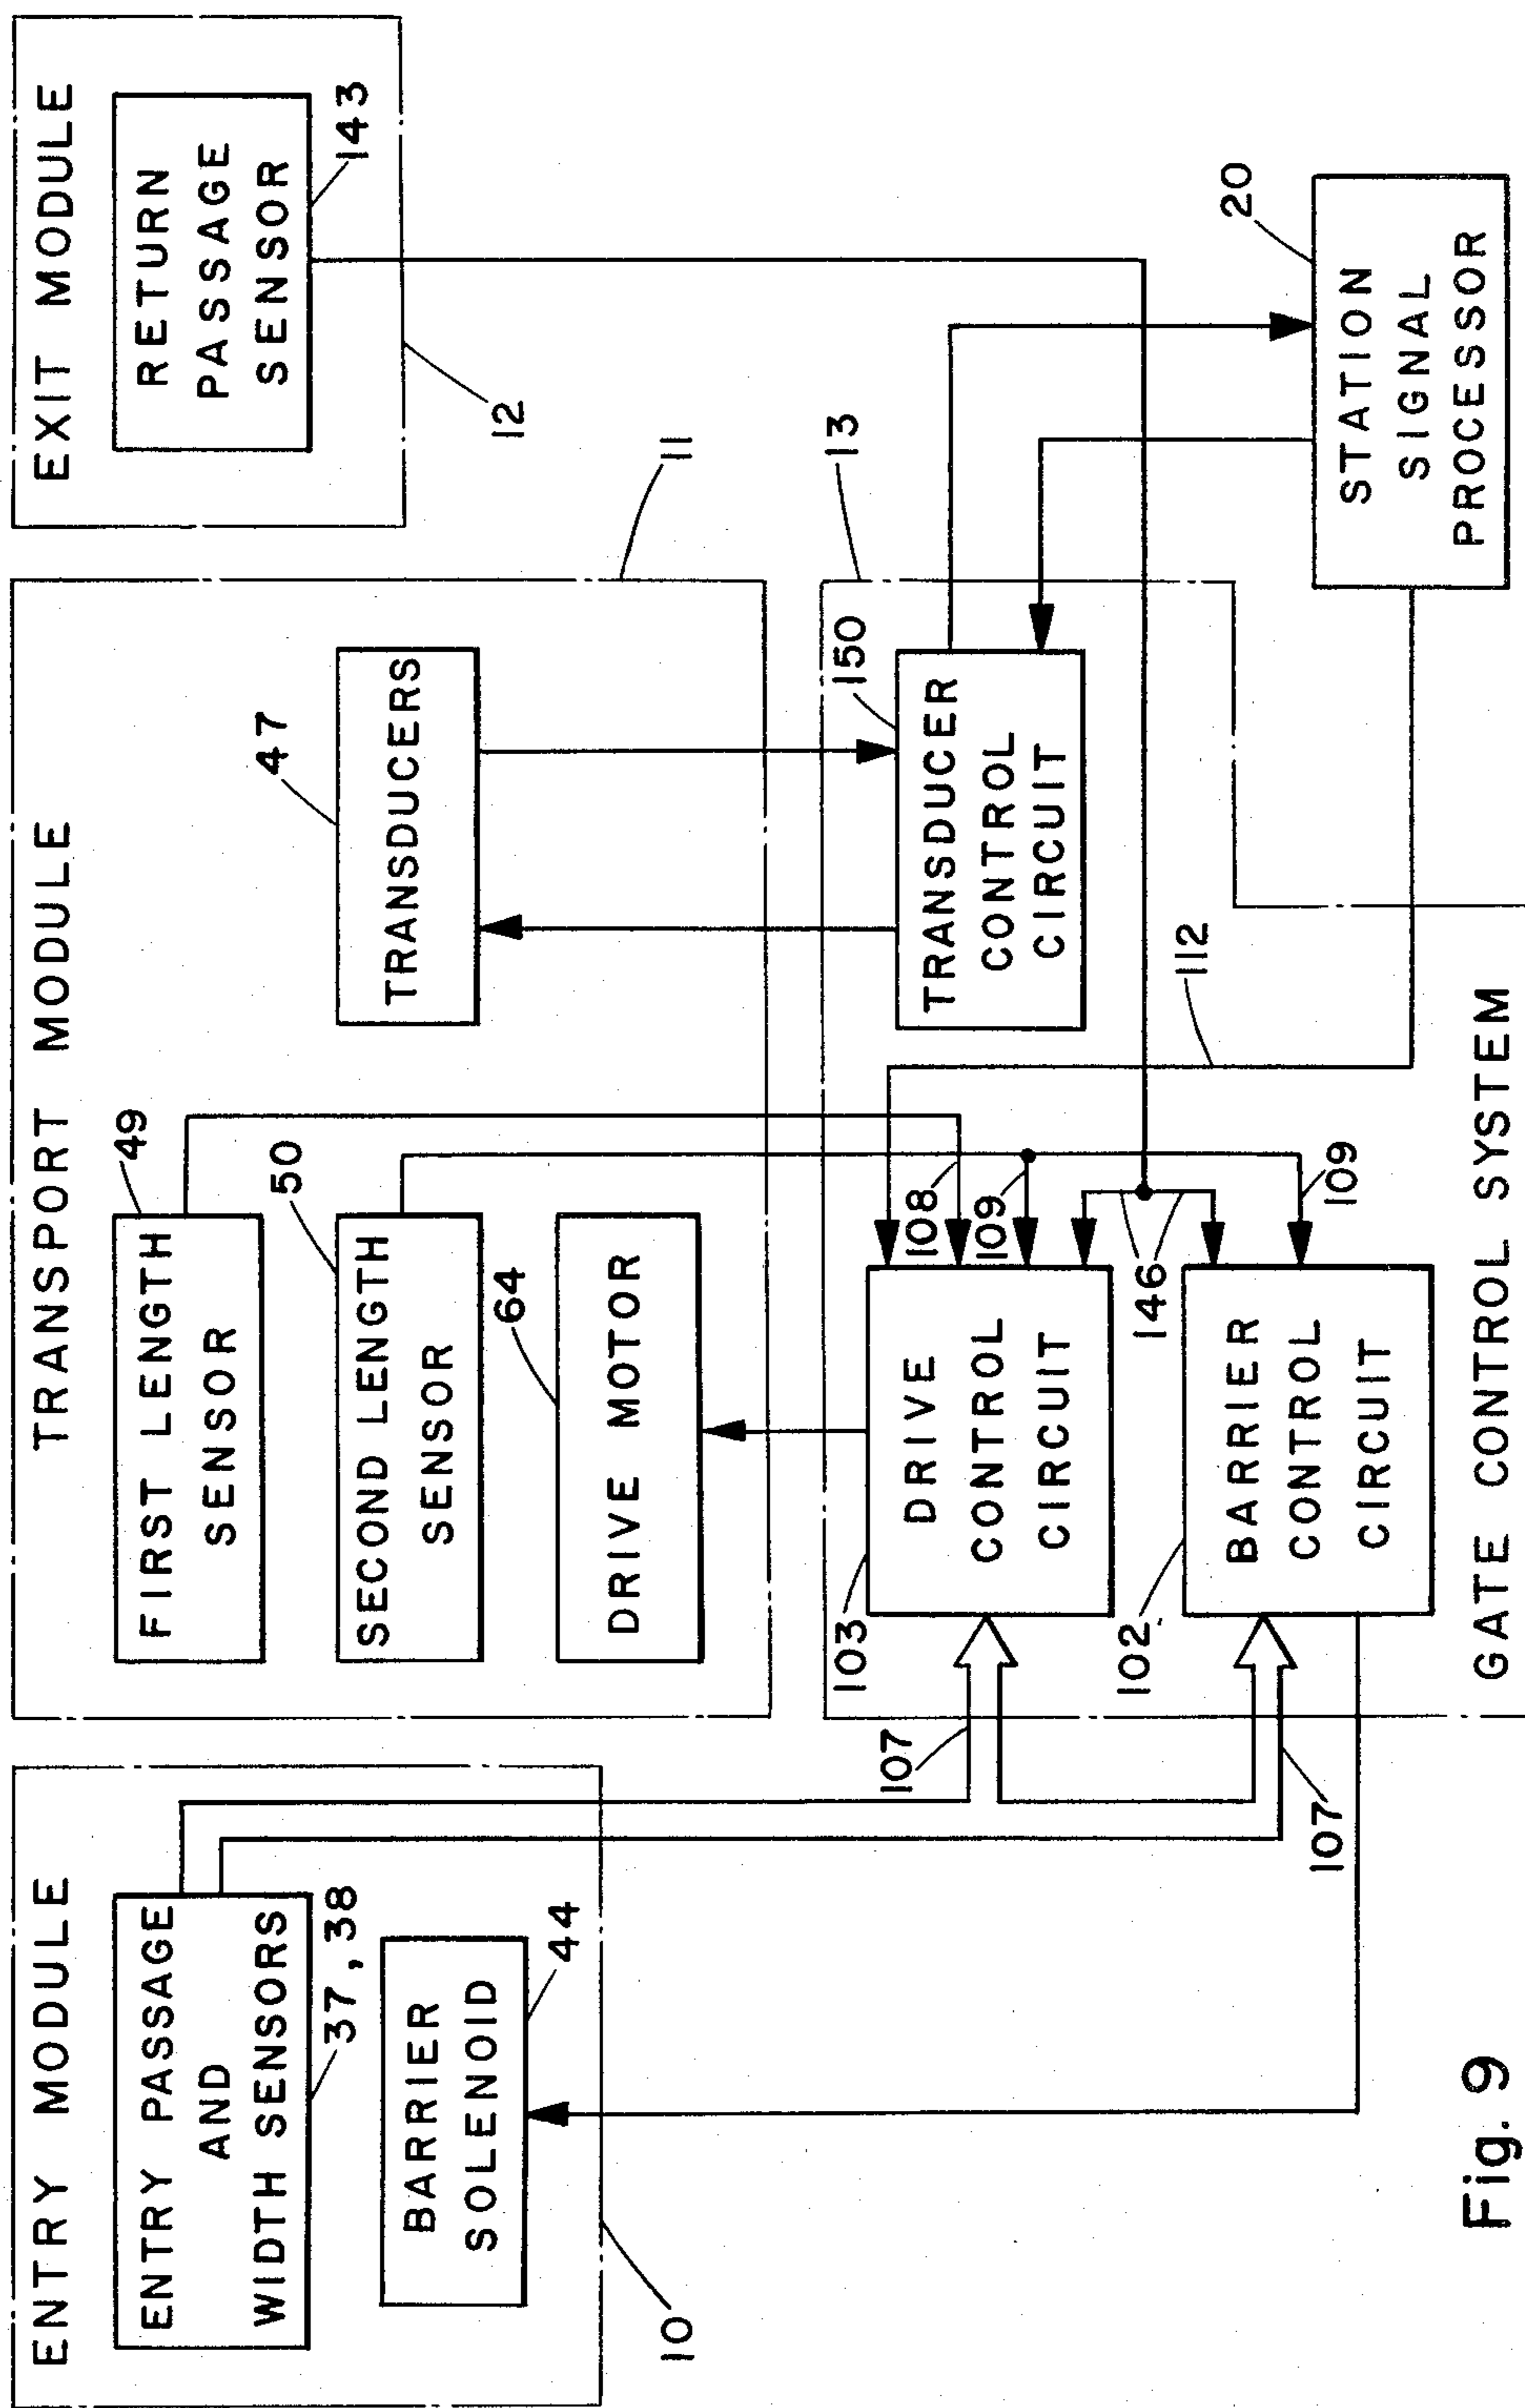 ENTRY MODULE
ENTRY PASSAGE
AND
WIDTH SENSORS
37, 38
BARRIER
SOLENOID
44
10
TRANSPORT MODULE
FIRST LENGTH
SENSOR
49
SECOND LENGTH
SENSOR
50
64
DRIVE MOTOR
47
TRANSDUCERS
11
EXIT MODULE
RETURN
PASSAGE
SENSOR
143
12
13
103
DRIVE
CONTROL
CIRCUIT
107
108
109
146
102
BARRIER
CONTROL
CIRCUIT
107
109
112
150
TRANSDUCER
CONTROL
CIRCUIT
20
STATION
SIGNAL
PROCESSOR
GATE CONTROL SYSTEM
Fig. 9